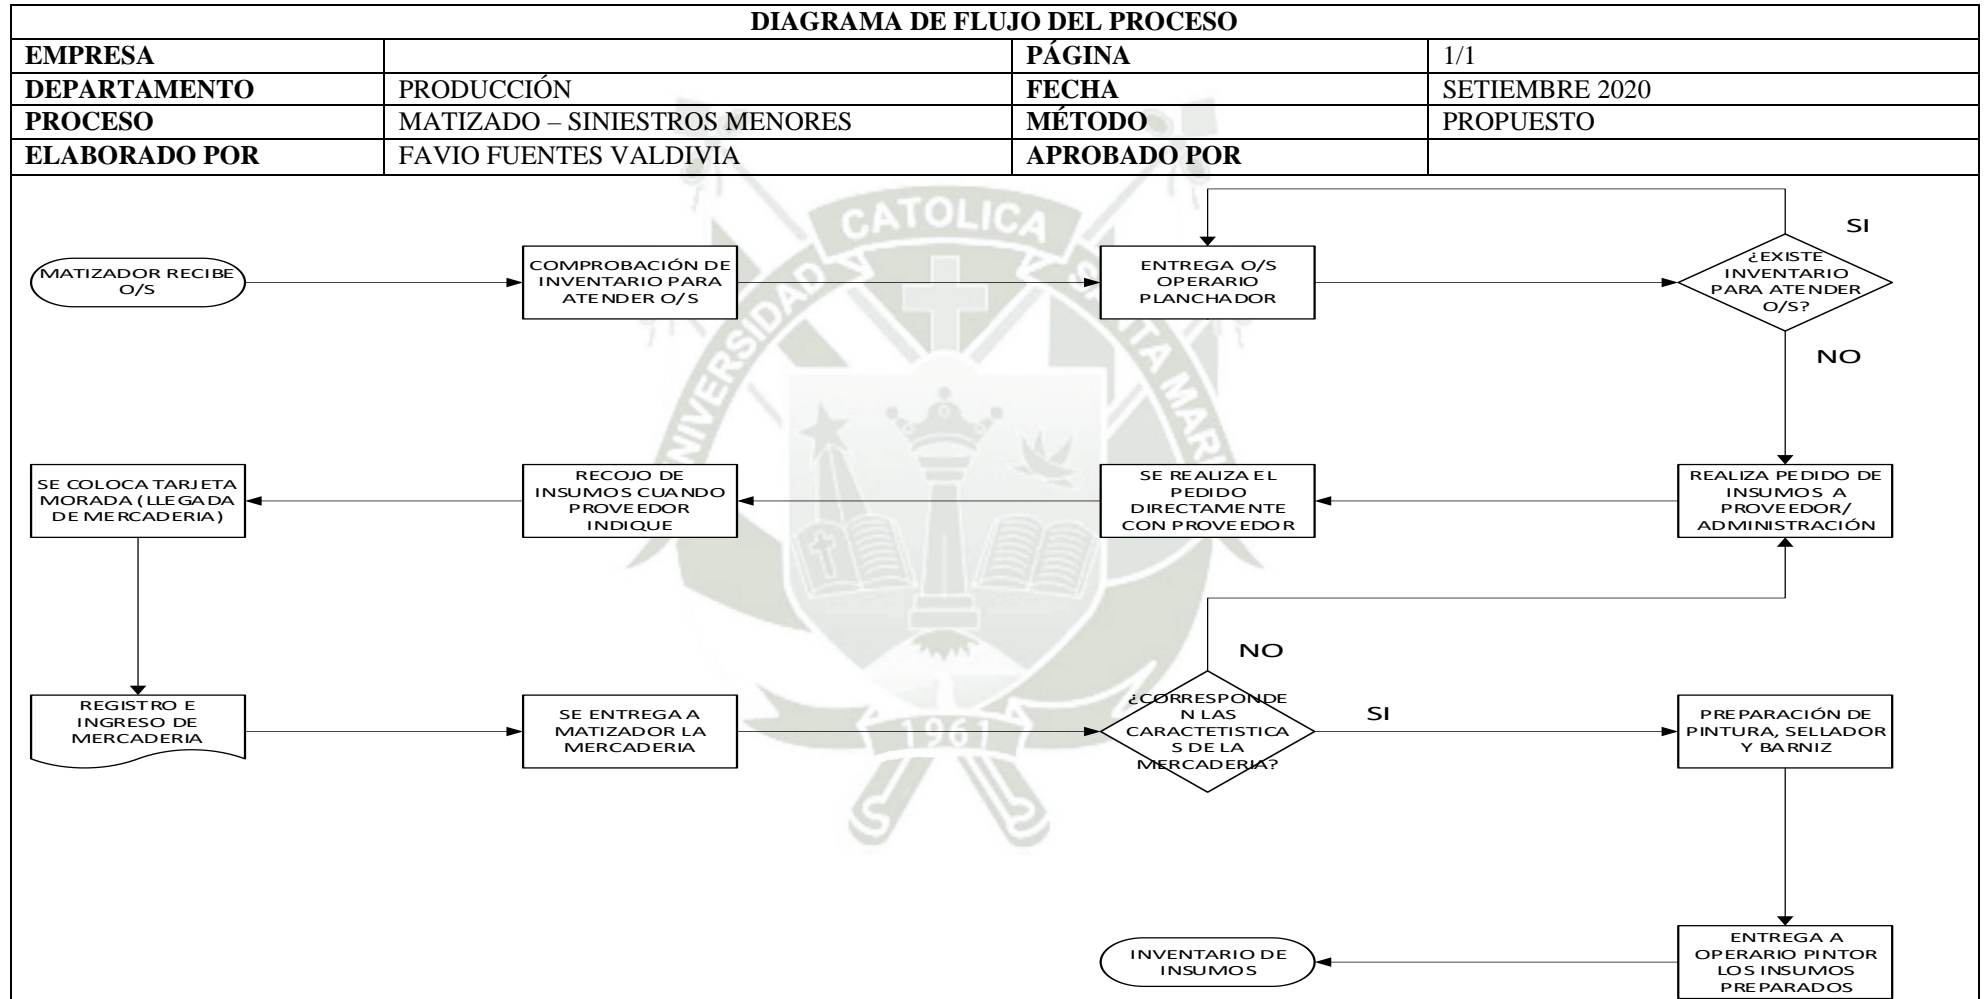 DIAGRAMA DE FLUJO DEL PROCESO
EMPRESA PÁGINA 1/1
DEPARTAMENTO PRODUCCIÓN FECHA SETIEMBRE 2020
PROCESO MATIZADO – SINIESTROS MENORES MÉTODO PROPUESTO
ELABORADO POR FAVIO FUENTES VALDIVIA APROBADO POR
MATIZADOR RECIBE
O/S
COMPROBACIÓN DE
INVENTARIO PARA
ATENDER O/S
ENTREGA O/S
OPERARIO
PLANCHADOR
SI
¿EXISTE
INVENTARIO
PARA ATENDER
O/S?
NO
REALIZA PEDIDO DE
INSUMOS A
PROVEEDOR/
ADMINISTRACIÓN
SE REALIZA EL
PEDIDO
DIRECTAMENTE
CON PROVEEDOR
RECOJO DE
INSUMOS CUANDO
PROVEEDOR
INDIQUE
SE COLOCA TARJETA
MORADA (LLEGADA
DE MERCADERIA)
REGISTRO E
INGRESO DE
MERCADERIA
SE ENTREGA A
MATIZADOR LA
MERCADERIA
NO
¿CORRESPONDE
N LAS
CARACTETISTICA
S DE LA
MERCADERIA?
SI
PREPARACIÓN DE
PINTURA, SELLADOR
Y BARNIZ
ENTREGA A
OPERARIO PINTOR
LOS INSUMOS
PREPARADOS
INVENTARIO DE
INSUMOS
UNIVERSIDAD CATOLICA SANTA MARIA
1961